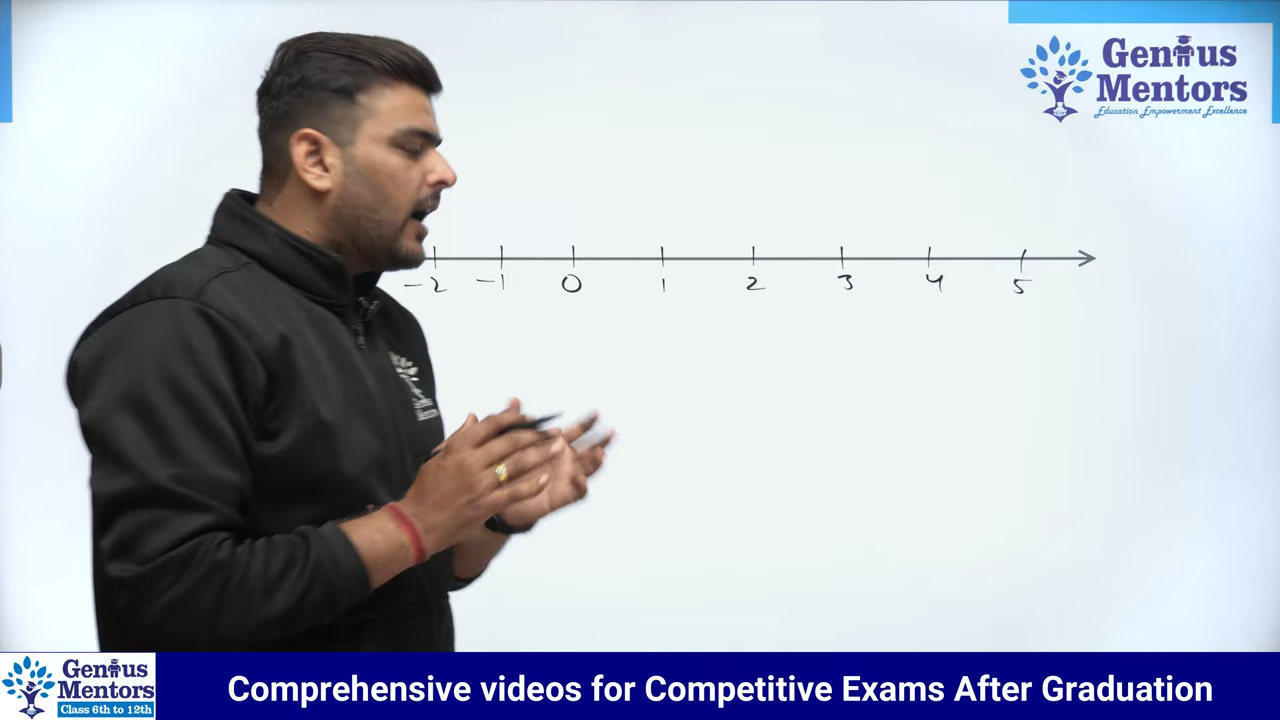 Genius
Mentors
Education Empowerment Excellence
-2 -1 0 1 2 3 4 5
Genius
Mentors
Class 6th to 12th
Comprehensive videos for Competitive Exams After Graduation